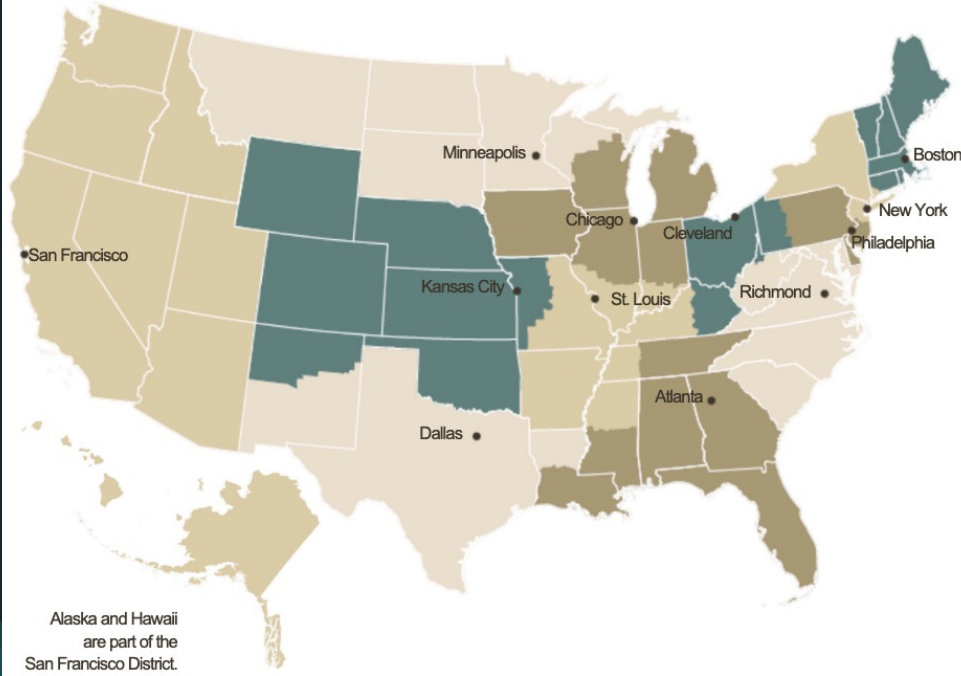 Minneapolis
Boston
Chicago
New York
Cleveland
Philadelphia
San Francisco
Kansas City
St. Louis
Richmond
Atlanta
Dallas
Alaska and Hawaii
are part of the
San Francisco District.